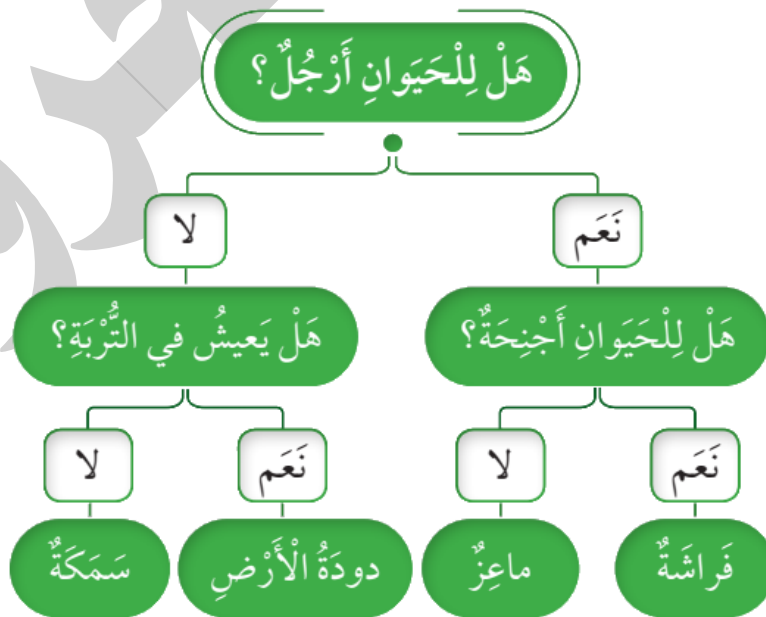 هَلْ لِلْحَيَوانِ أَرْجُلٌ؟
نَعَم
لا
هَلْ لِلْحَيَوانِ أَجْنِحَةٌ؟
هَلْ يَعيشُ في التُّرْبَةِ؟
نَعَم
لا
نَعَم
لا
فَراشَةٌ
ماعِزٌ
دودَةُ الْأَرْضِ
سَمَكَةٌ